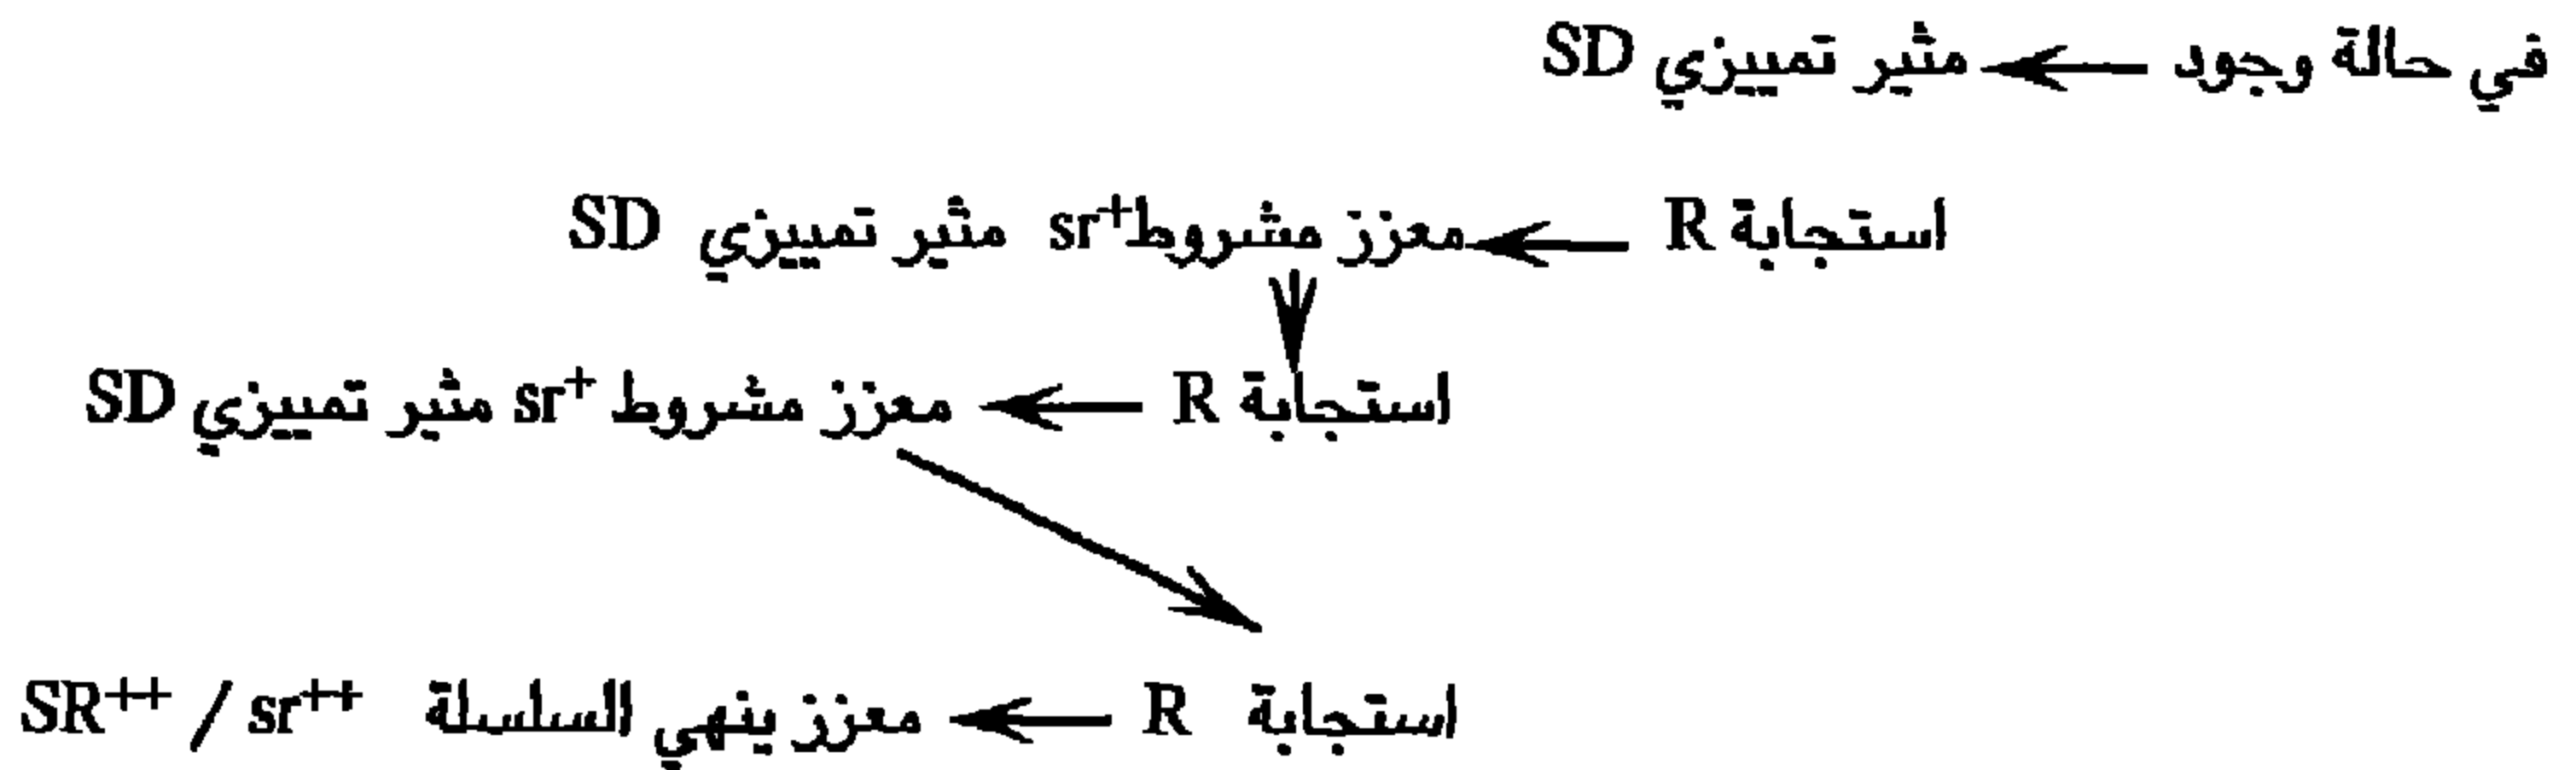 في حالة وجود ← مثير تمييزي SD
استجابة R ← معزز مشروط sr⁺ مثير تمييزي SD
استجابة R ← معزز مشروط sr⁺ مثير تمييزي SD
استجابة R ← معزز ينهي السلسلة SR⁺⁺ / sr⁺⁺